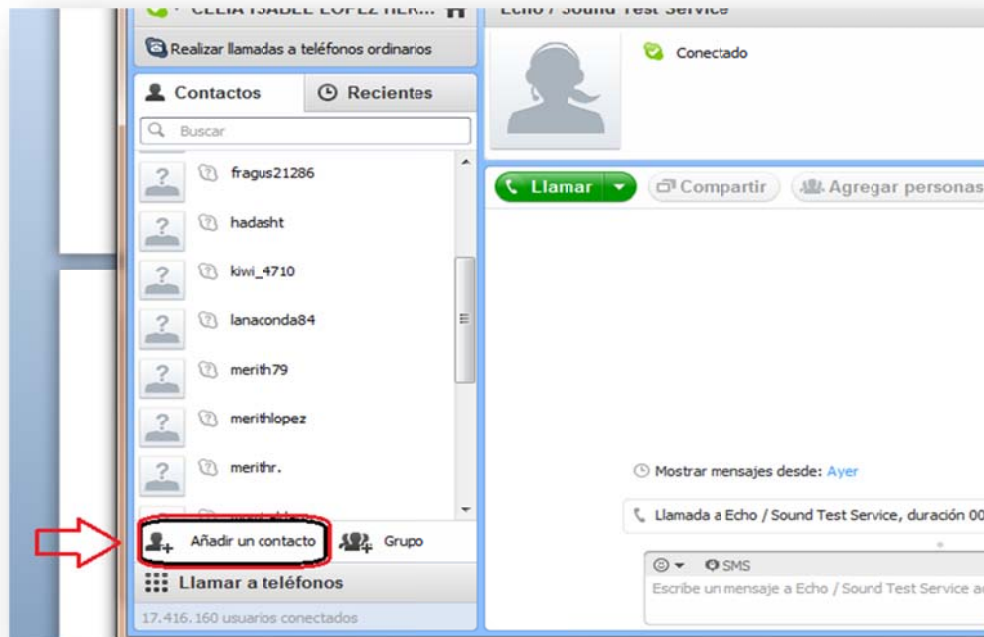 Realizar llamadas a teléfonos ordinarios
Contactos
Recientes
Buscar
fragus21286
hadasht
kiwi_4710
lanaconda84
merith79
merithlopez
merithr.
Añadir un contacto
Grupo
Llamar a teléfonos
17.416.160 usuarios conectados
Echo / Sound Test Service
Conectado
Llamar
Compartir
Agregar personas
Mostrar mensajes desde: Ayer
Llamada a Echo / Sound Test Service, duración 00
SMS
Escribe un mensaje a Echo / Sound Test Service